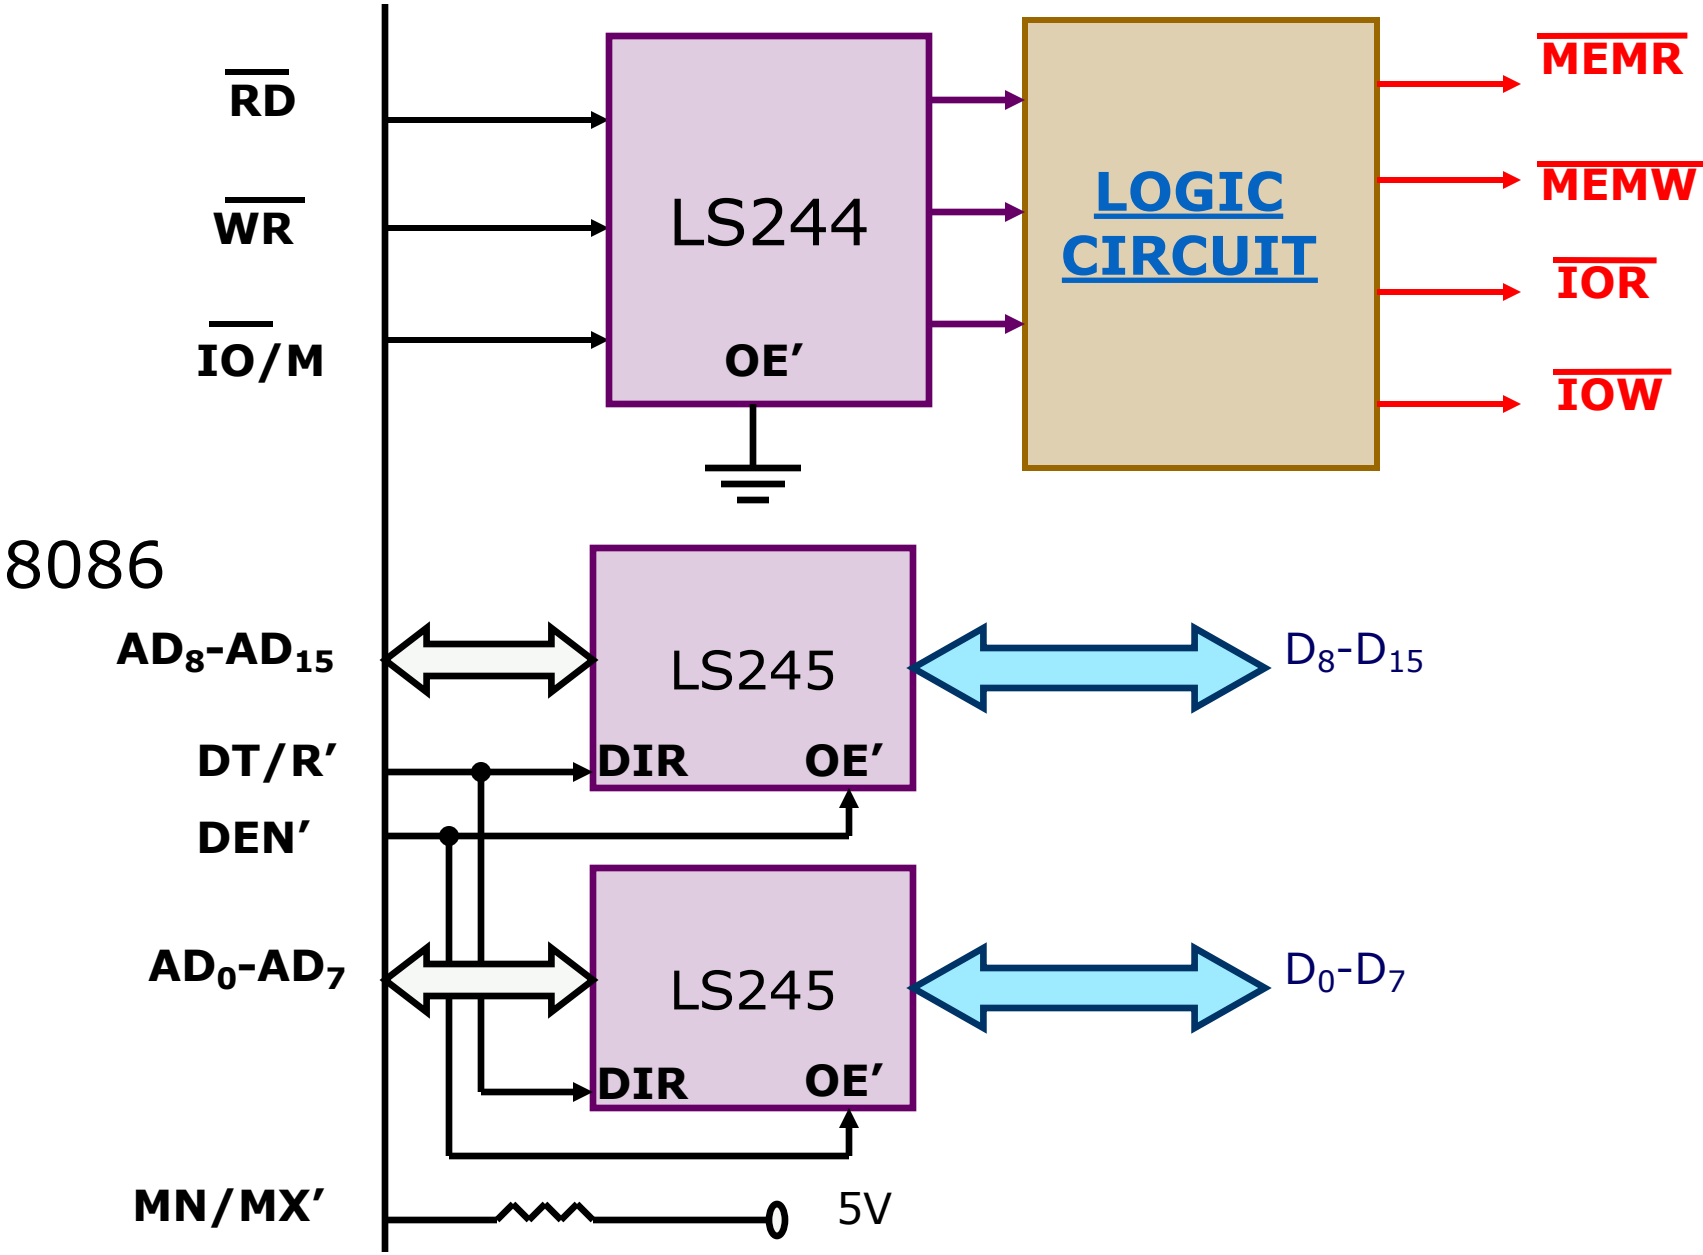 MEMR
RD
LOGIC
CIRCUIT
MEMW
WR
LS244
IOR
IO/M
OE’
IOW
8086
AD8-AD15
LS245
D8-D15
DT/R’
DIR
OE’
DEN’
AD0-AD7
LS245
D0-D7
DIR
OE’
MN/MX’
5V